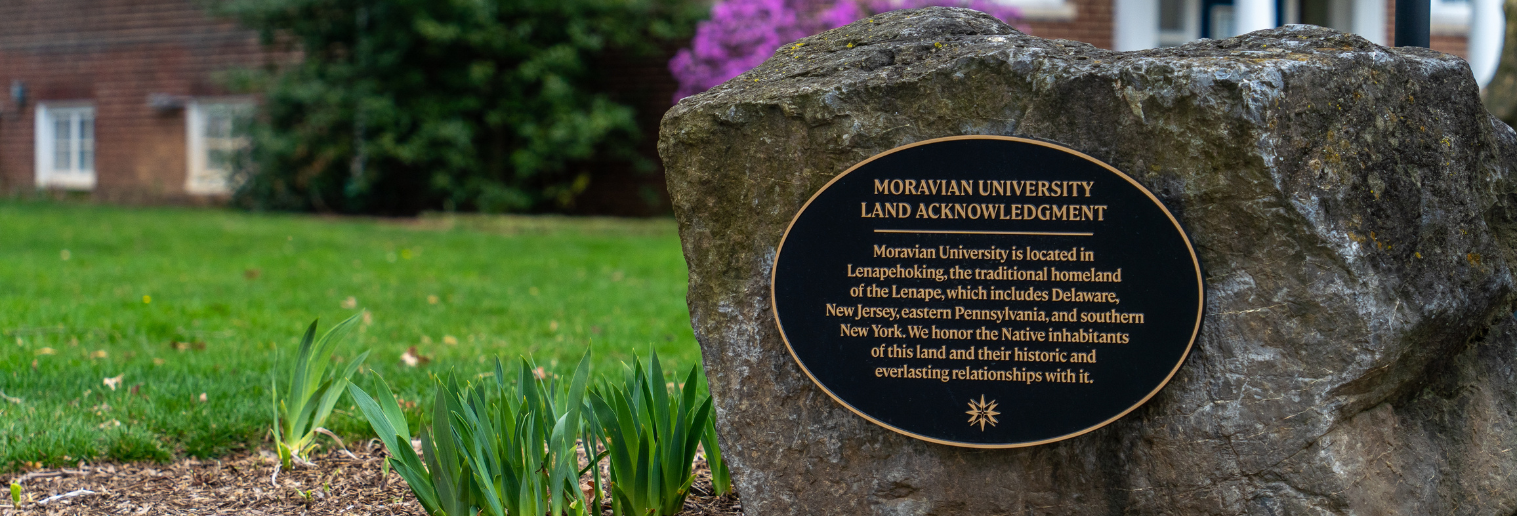 MORAVIAN UNIVERSITY
LAND ACKNOWLEDGMENT
Moravian University is located in
Lenapehoking, the traditional homeland
of the Lenape, which includes Delaware,
New Jersey, eastern Pennsylvania, and southern
New York. We honor the Native inhabitants
of this land and their historic and
everlasting relationships with it.